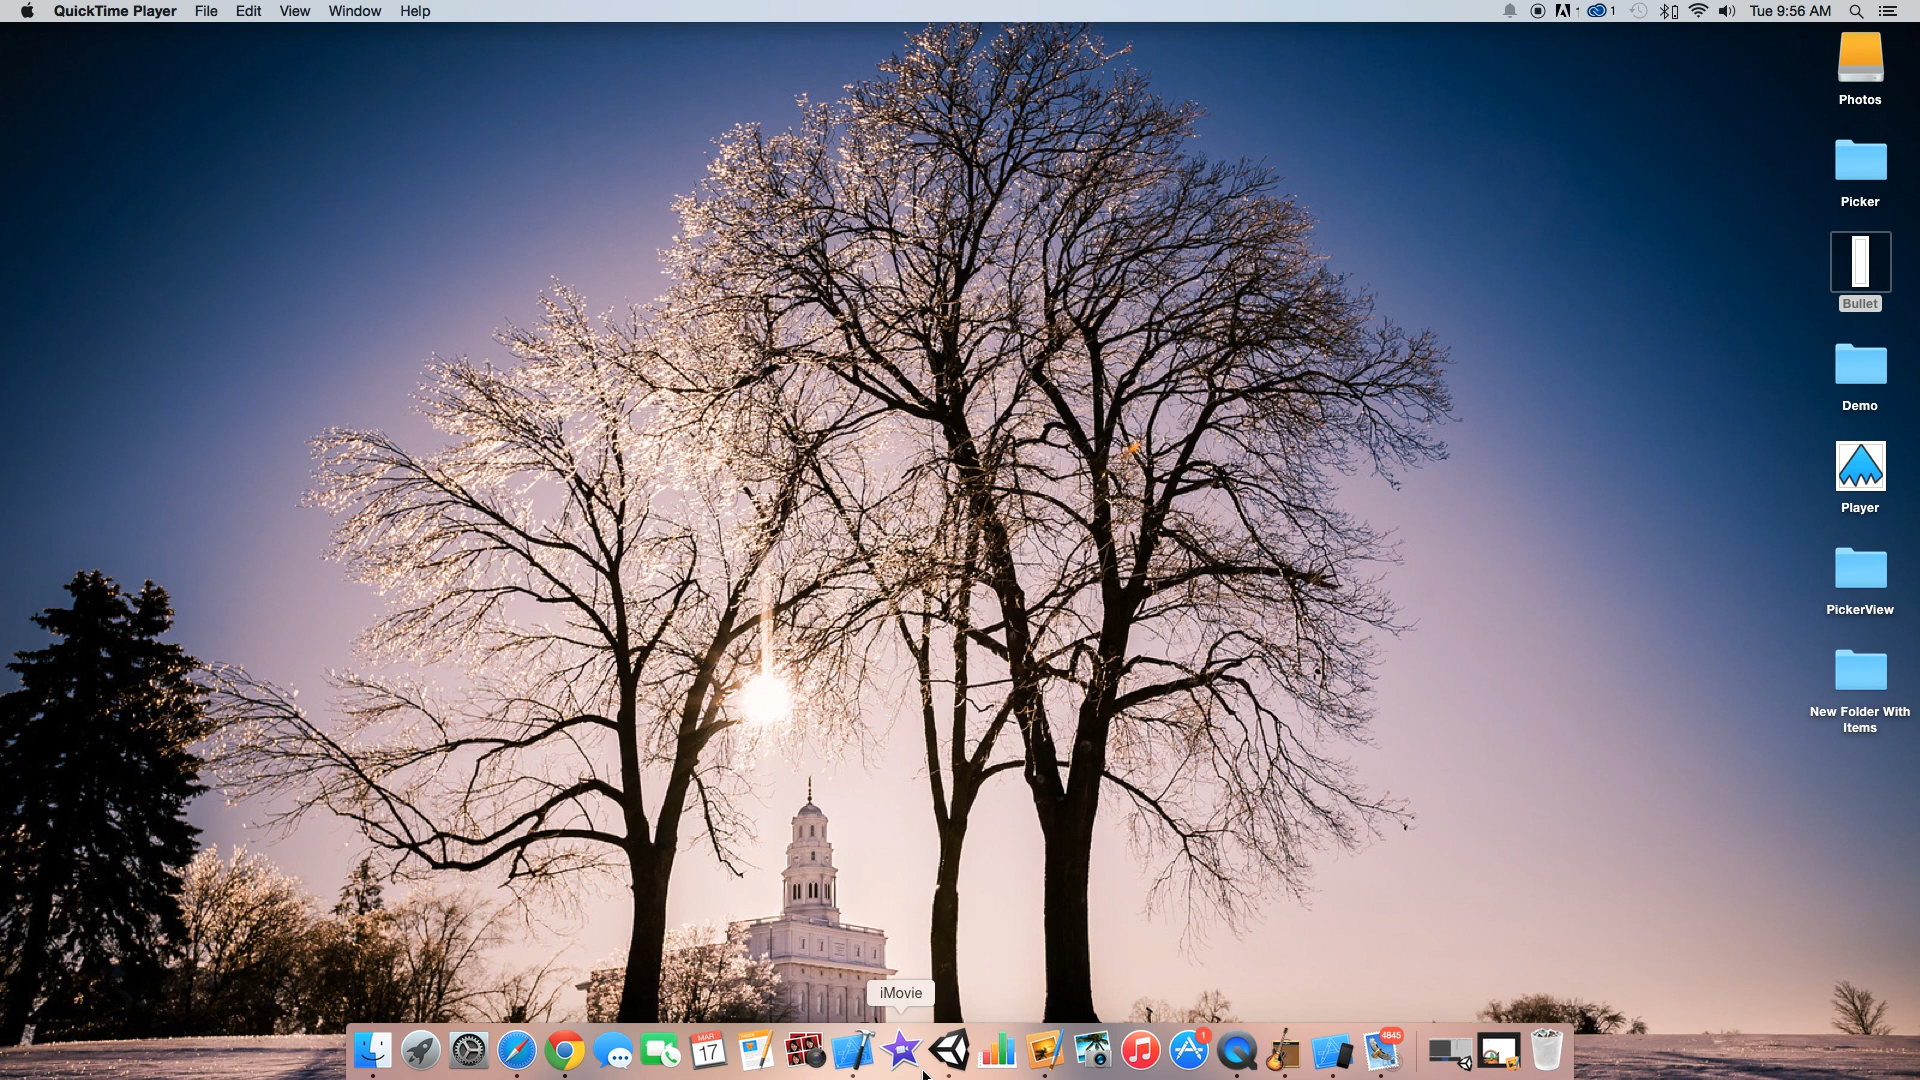 QuickTime Player File Edit View Window Help 1 1 Tue 9:56 AM
Photos
Picker
Bullet
Demo
Player
PickerView
New Folder With
Items
iMovie
MAR
17
1
4845